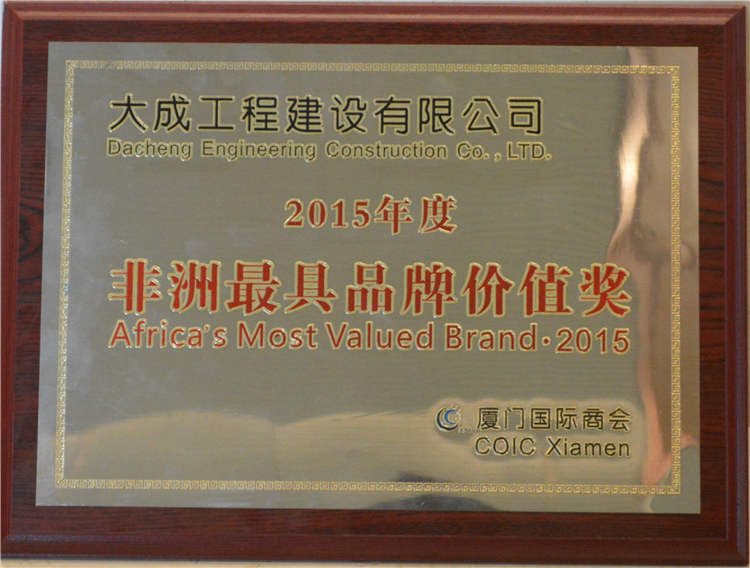 大成工程建设有限公司
Dacheng Engineering Construction Co., LTD.
2015年度
非洲最具品牌价值奖
Africa's Most Valued Brand·2015
厦门国际商会
COIC Xiamen